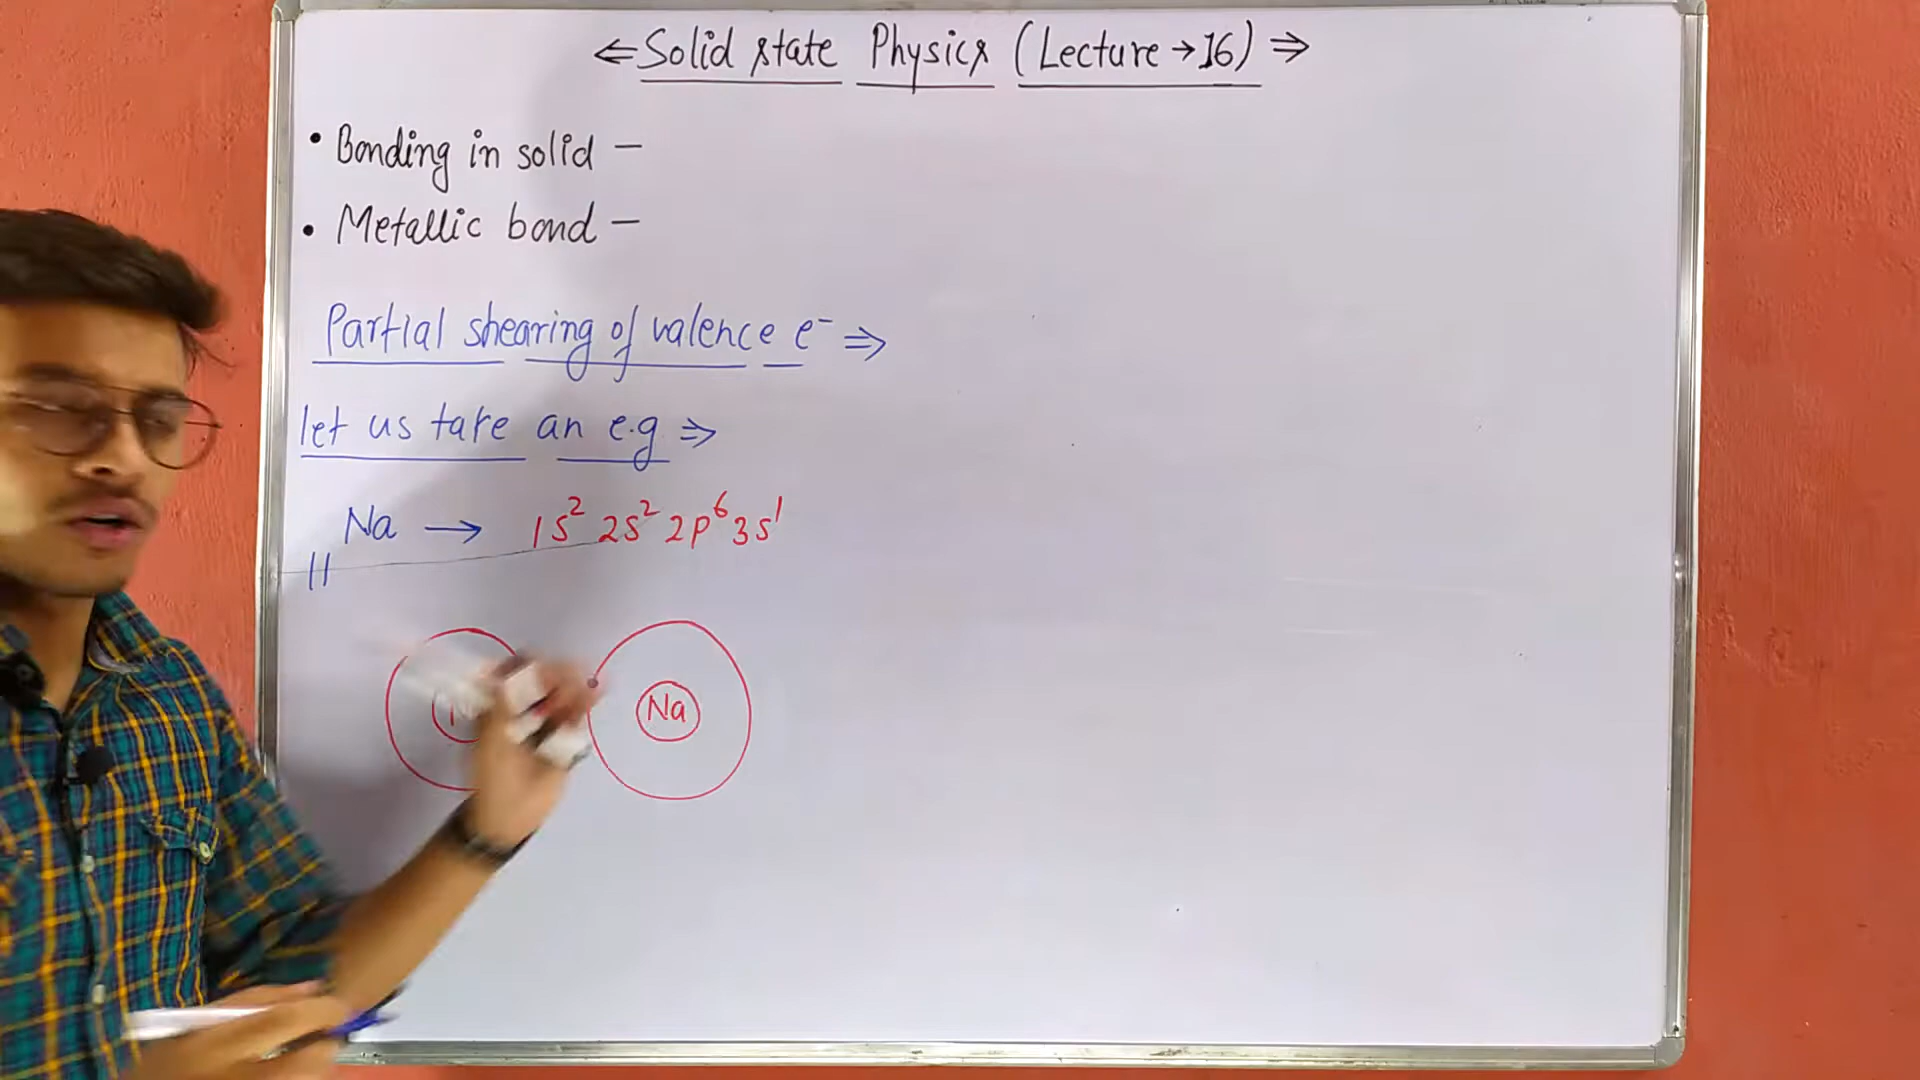 ⇐ Solid state Physics (Lecture → 16) ⇒
• Bonding in solid –
• Metallic bond –
Partial shearing of valence e⁻ ⇒
let us take an e.g ⇒
Na → 1s² 2s² 2p⁶ 3s¹
11
Na